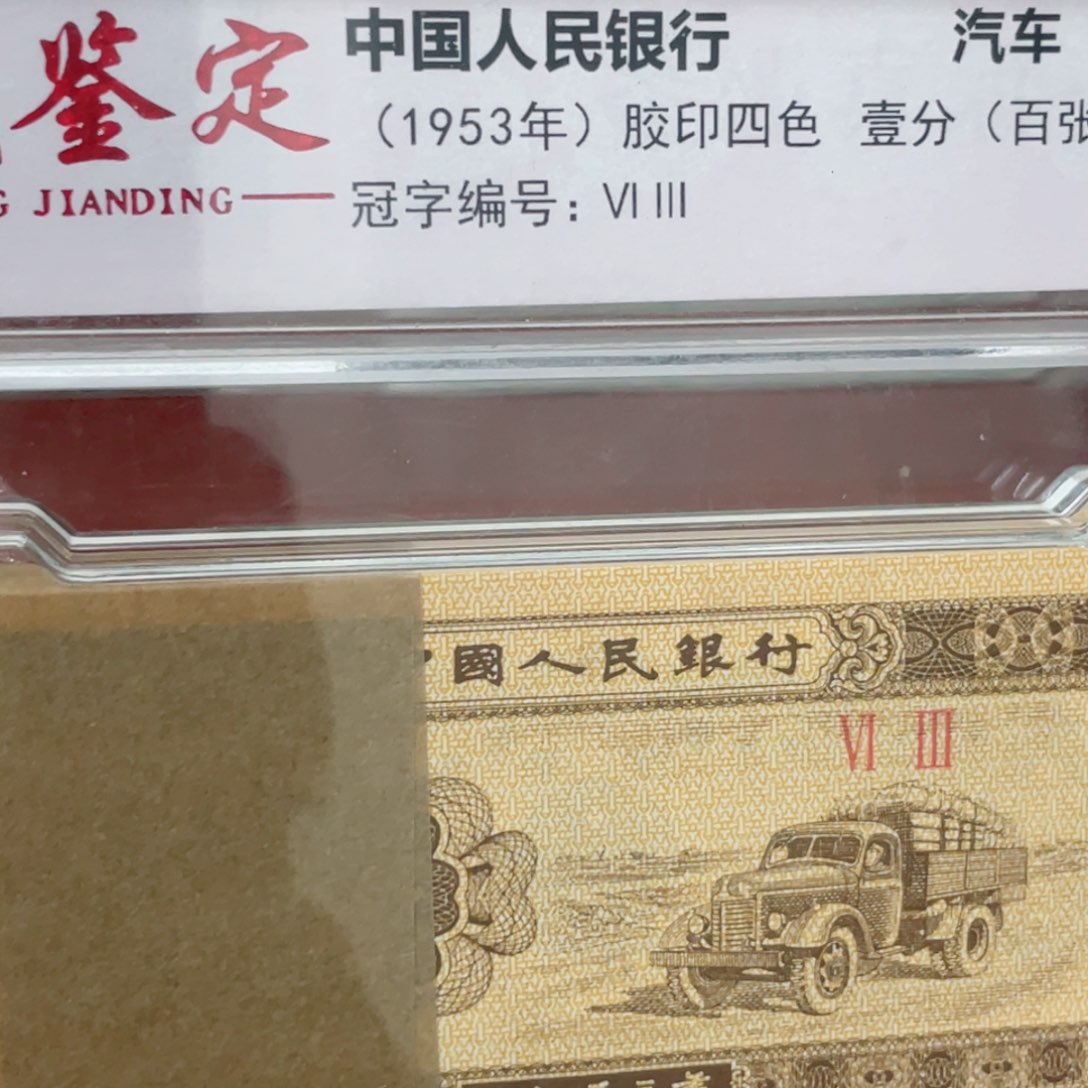 鉴定
JIANDING
中国人民银行 汽车
（1953年）胶印四色 壹分（百张
冠字编号：VI III
國人民銀行
VI III